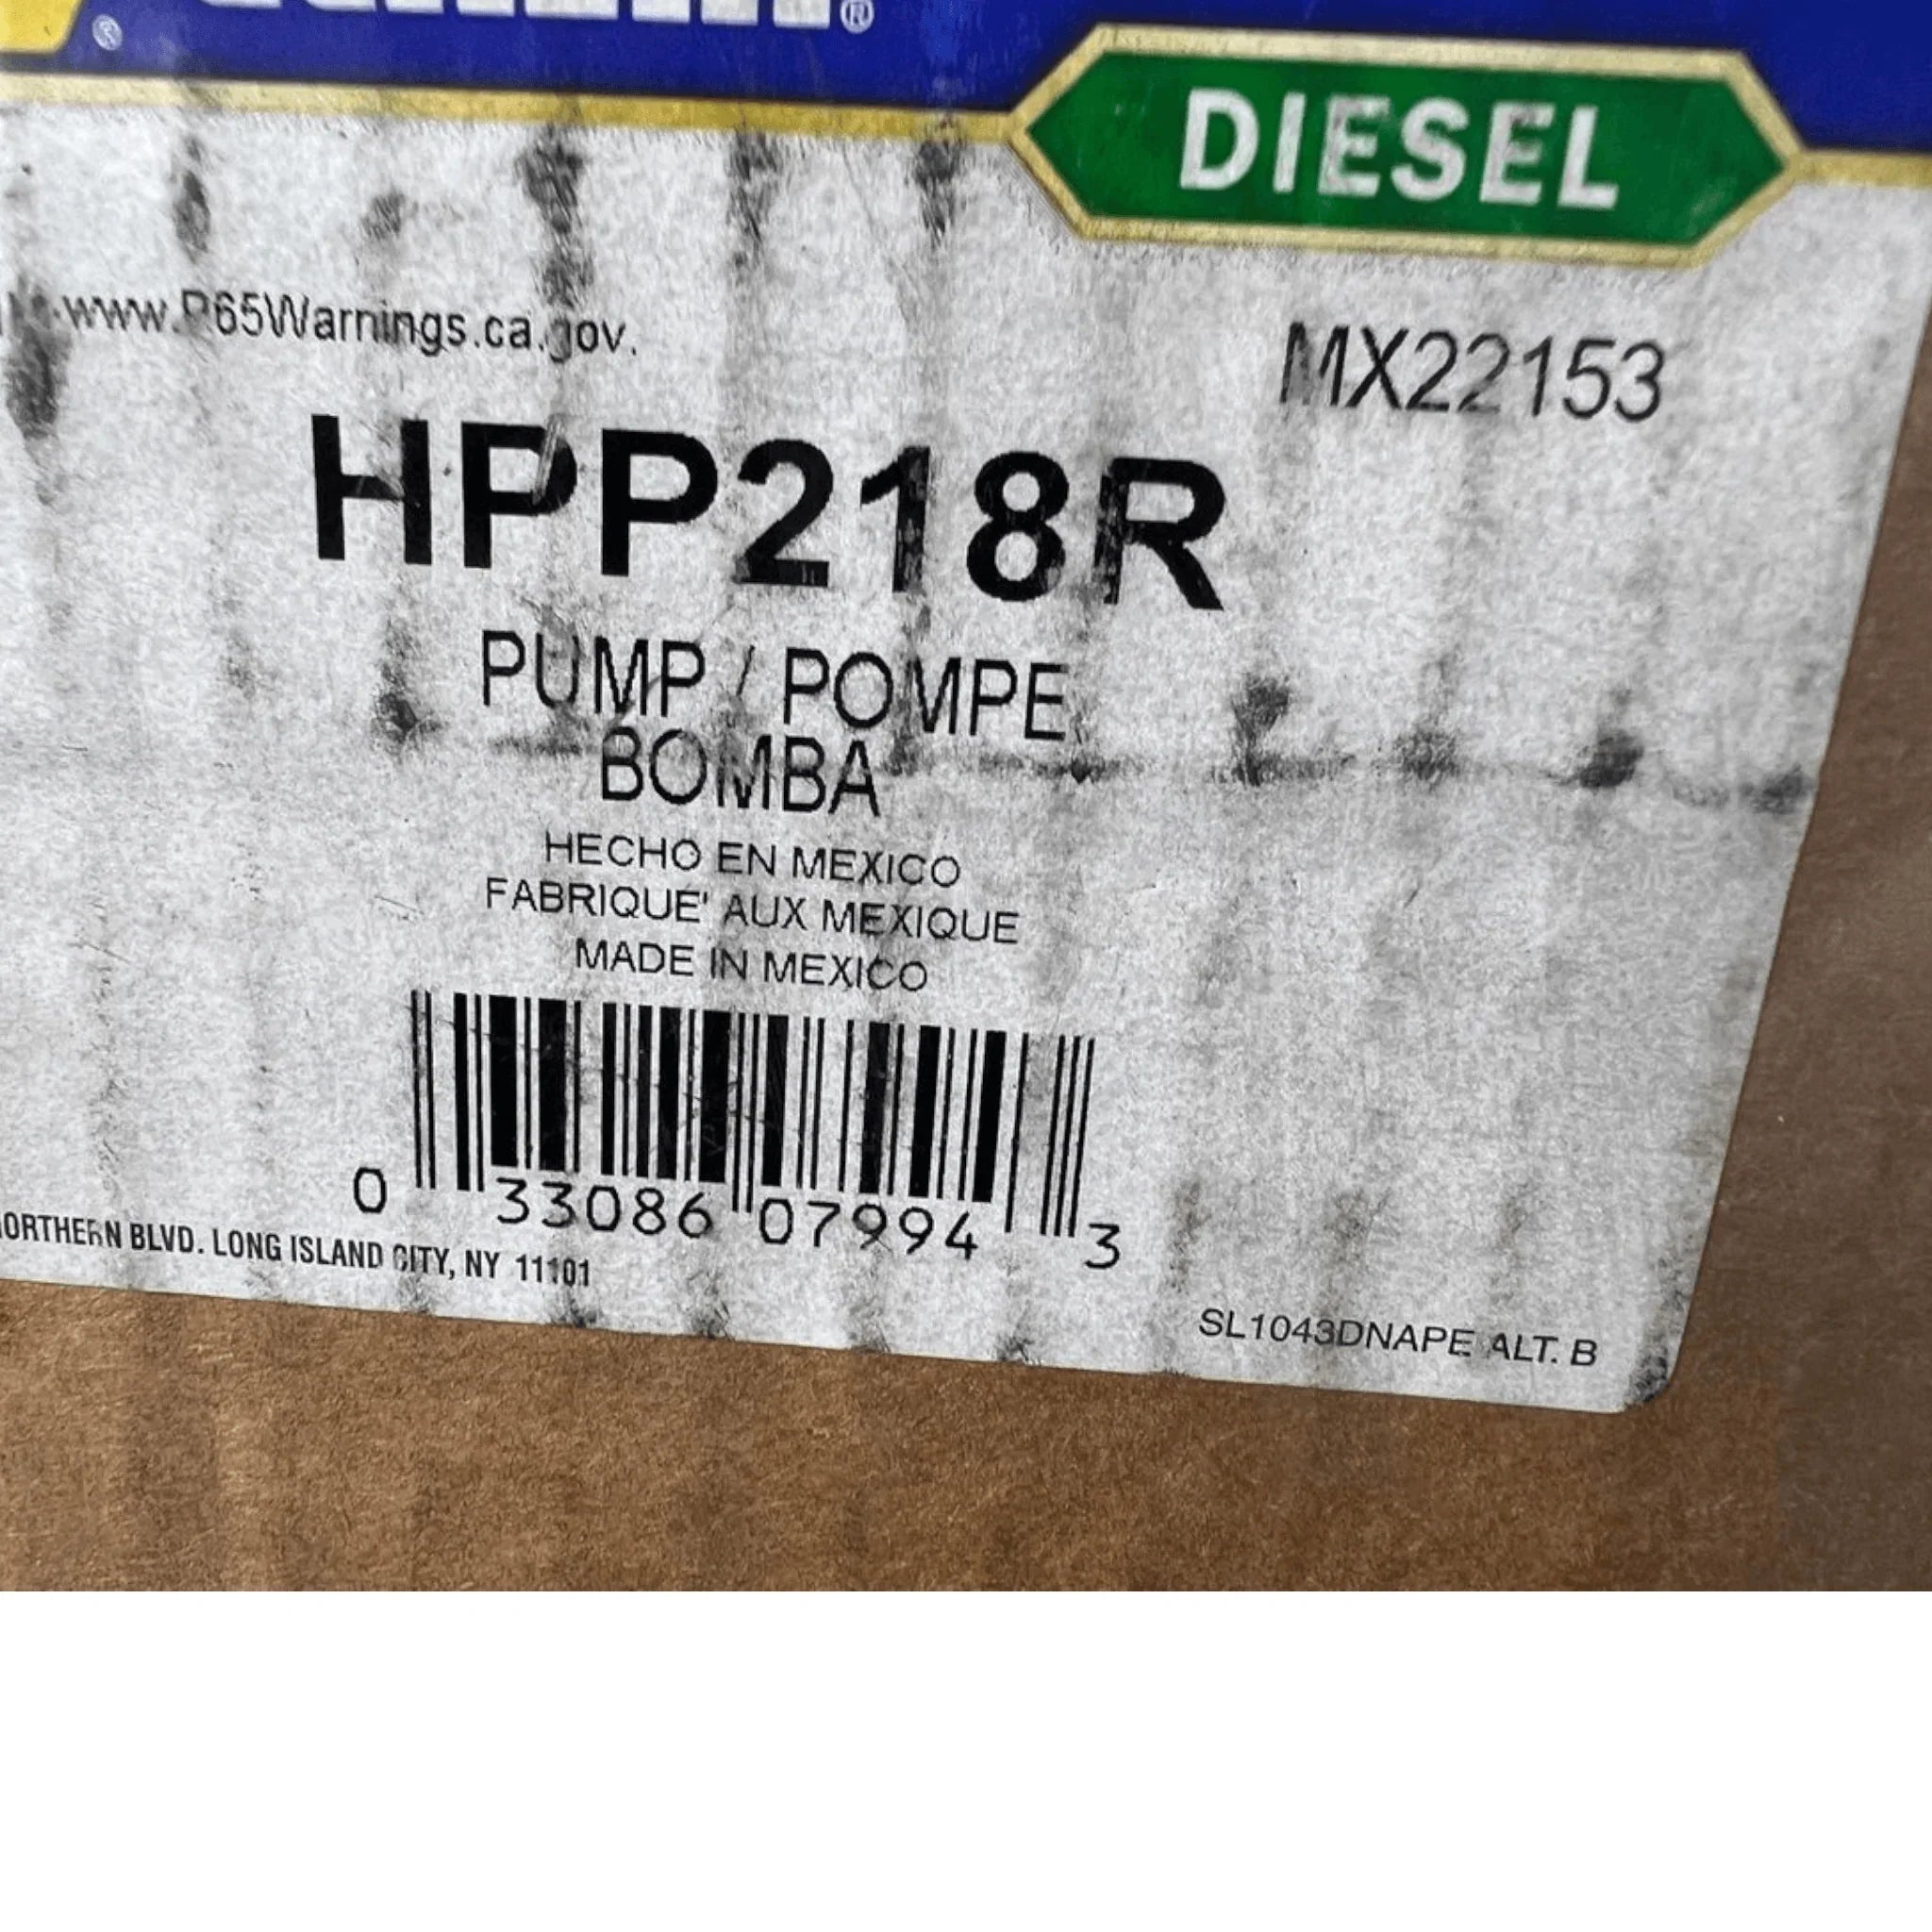 ®
®
DIESEL
www.P65Warnings.ca.gov.
MX22153
HPP218R
PUMP / POMPE
BOMBA
HECHO EN MEXICO
FABRIQUE' AUX MEXIQUE
MADE IN MEXICO
0 33086 07994 3
ORTHERN BLVD. LONG ISLAND CITY, NY 11101
SL1043DNAPE ALT. B